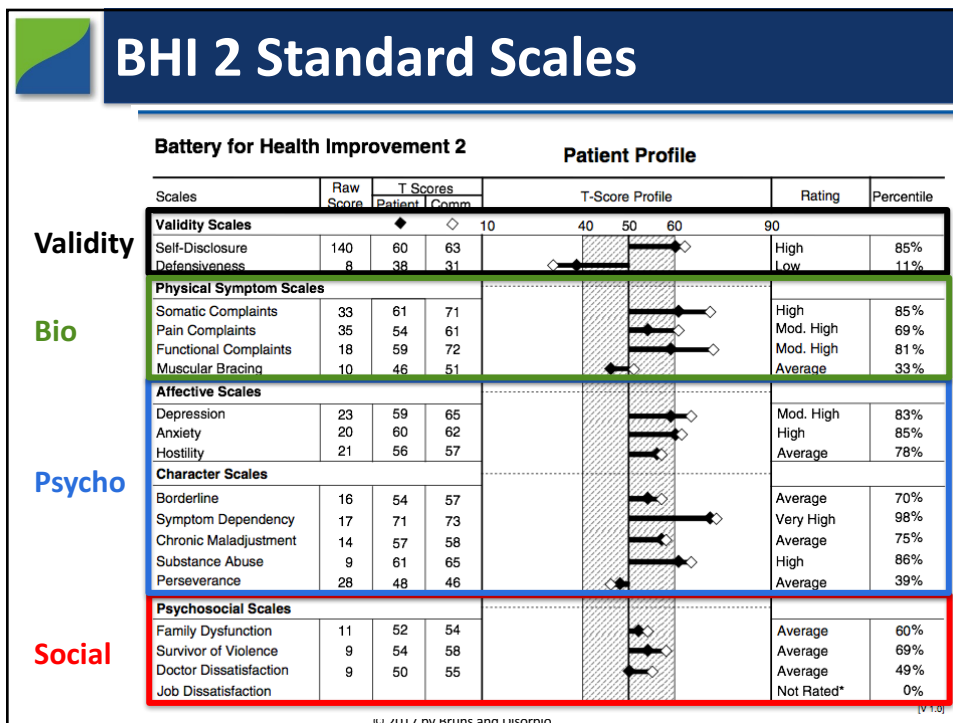 BHI 2 Standard Scales
Battery for Health Improvement 2
Patient Profile
Scales Raw Score T Scores Patient Comm. T-Score Profile Rating Percentile
Validity
Validity Scales 10 40 50 60 90
Self-Disclosure 140 60 63 High 85%
Defensiveness 8 38 31 Low 11%
Bio
Physical Symptom Scales
Somatic Complaints 33 61 71 High 85%
Pain Complaints 35 54 61 Mod. High 69%
Functional Complaints 18 59 72 Mod. High 81%
Muscular Bracing 10 46 51 Average 33%
Psycho
Affective Scales
Depression 23 59 65 Mod. High 83%
Anxiety 20 60 62 High 85%
Hostility 21 56 57 Average 78%
Character Scales
Borderline 16 54 57 Average 70%
Symptom Dependency 17 71 73 Very High 98%
Chronic Maladjustment 14 57 58 Average 75%
Substance Abuse 9 61 65 High 86%
Perseverance 28 48 46 Average 39%
Social
Psychosocial Scales
Family Dysfunction 11 52 54 Average 60%
Survivor of Violence 9 54 58 Average 69%
Doctor Dissatisfaction 9 50 55 Average 49%
Job Dissatisfaction Not Rated* 0%
[V 1.0]
© 2017 by Bruns and Disorbio